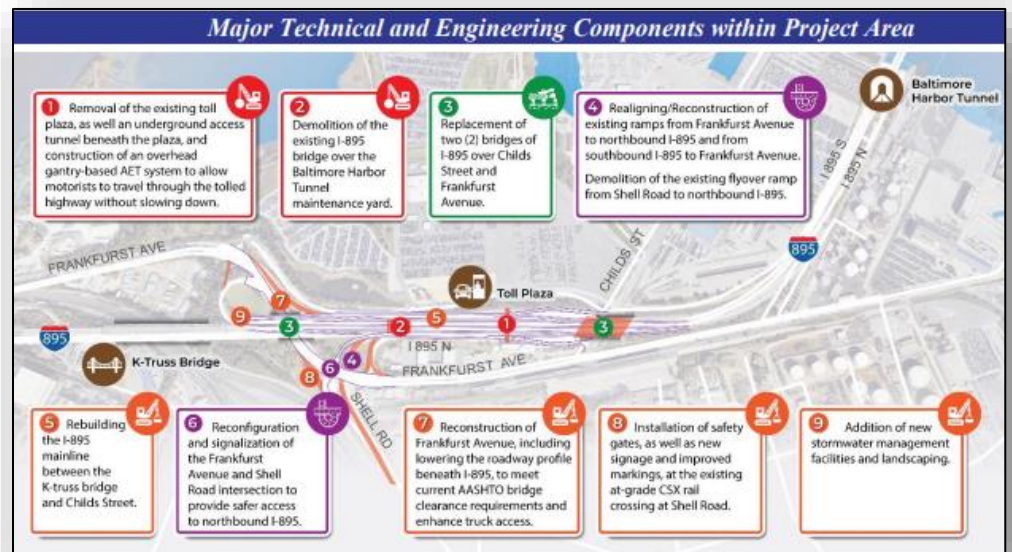 Major Technical and Engineering Components within Project Area
1 Removal of the existing toll
plaza, as well an underground access
tunnel beneath the plaza, and
construction of an overhead
gantry-based AET system to allow
motorists to travel through the tolled
highway without slowing down.
2
Demolition of the
existing I-895
bridge over the
Baltimore Harbor
Tunnel
maintenance yard.
3
Replacement of
two (2) bridges of
I-895 over Childs
Street and
Frankfurst
Avenue.
4 Realigning/Reconstruction of
existing ramps from Frankfurst Avenue
to northbound I-895 and from
southbound I-895 to Frankfurst Avenue.
Demolition of the existing flyover ramp
from Shell Road to northbound I-895.
Baltimore
Harbor Tunnel
I 895 S
I 895 N
895
FRANKFURST AVE
CHILDS ST
Toll Plaza
7
9
3
2
5
1
3
895
I 895 N
K-Truss Bridge
4
6
8
FRANKFURST AVE
SHELL RD
5 Rebuilding
the I-895
mainline
between the
K-truss bridge
and Childs Street.
6 Reconfiguration
and signalization of
the Frankfurst
Avenue and Shell
Road intersection to
provide safer access
to northbound I-895.
7 Reconstruction of
Frankfurst Avenue, including
lowering the roadway profile
beneath I-895, to meet
current AASHTO bridge
clearance requirements and
enhance truck access.
8 Installation of safety
gates, as well as new
signage and improved
markings, at the existing
at-grade CSX rail
crossing at Shell Road.
9 Addition of new
stormwater management
facilities and landscaping.